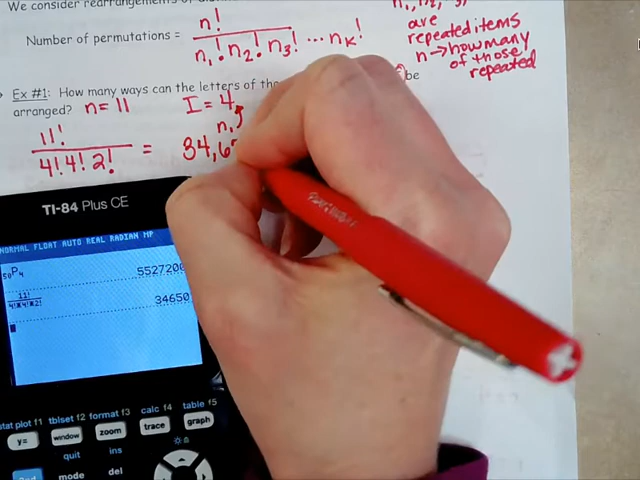 We consider rearrangements of
n₁, n₂, n₃,
are
repeated items
n→how many
of those
repeated
Number of permutations = n! / n₁! n₂! n₃! ... nₖ!
Ex #1: How many ways can the letters of the be
arranged? n=11 I = 4
n₁
11! / 4! 4! 2! = 34,65
TI-84 Plus CE
NORMAL FLOAT AUTO REAL RADIAN MP
₅₀P₄
5527200
11! / 4!*4!*2!
34650
stat plot f1 tblset f2 format f3 calc f4 table f5
y= window zoom trace graph
quit ins
2nd mode del